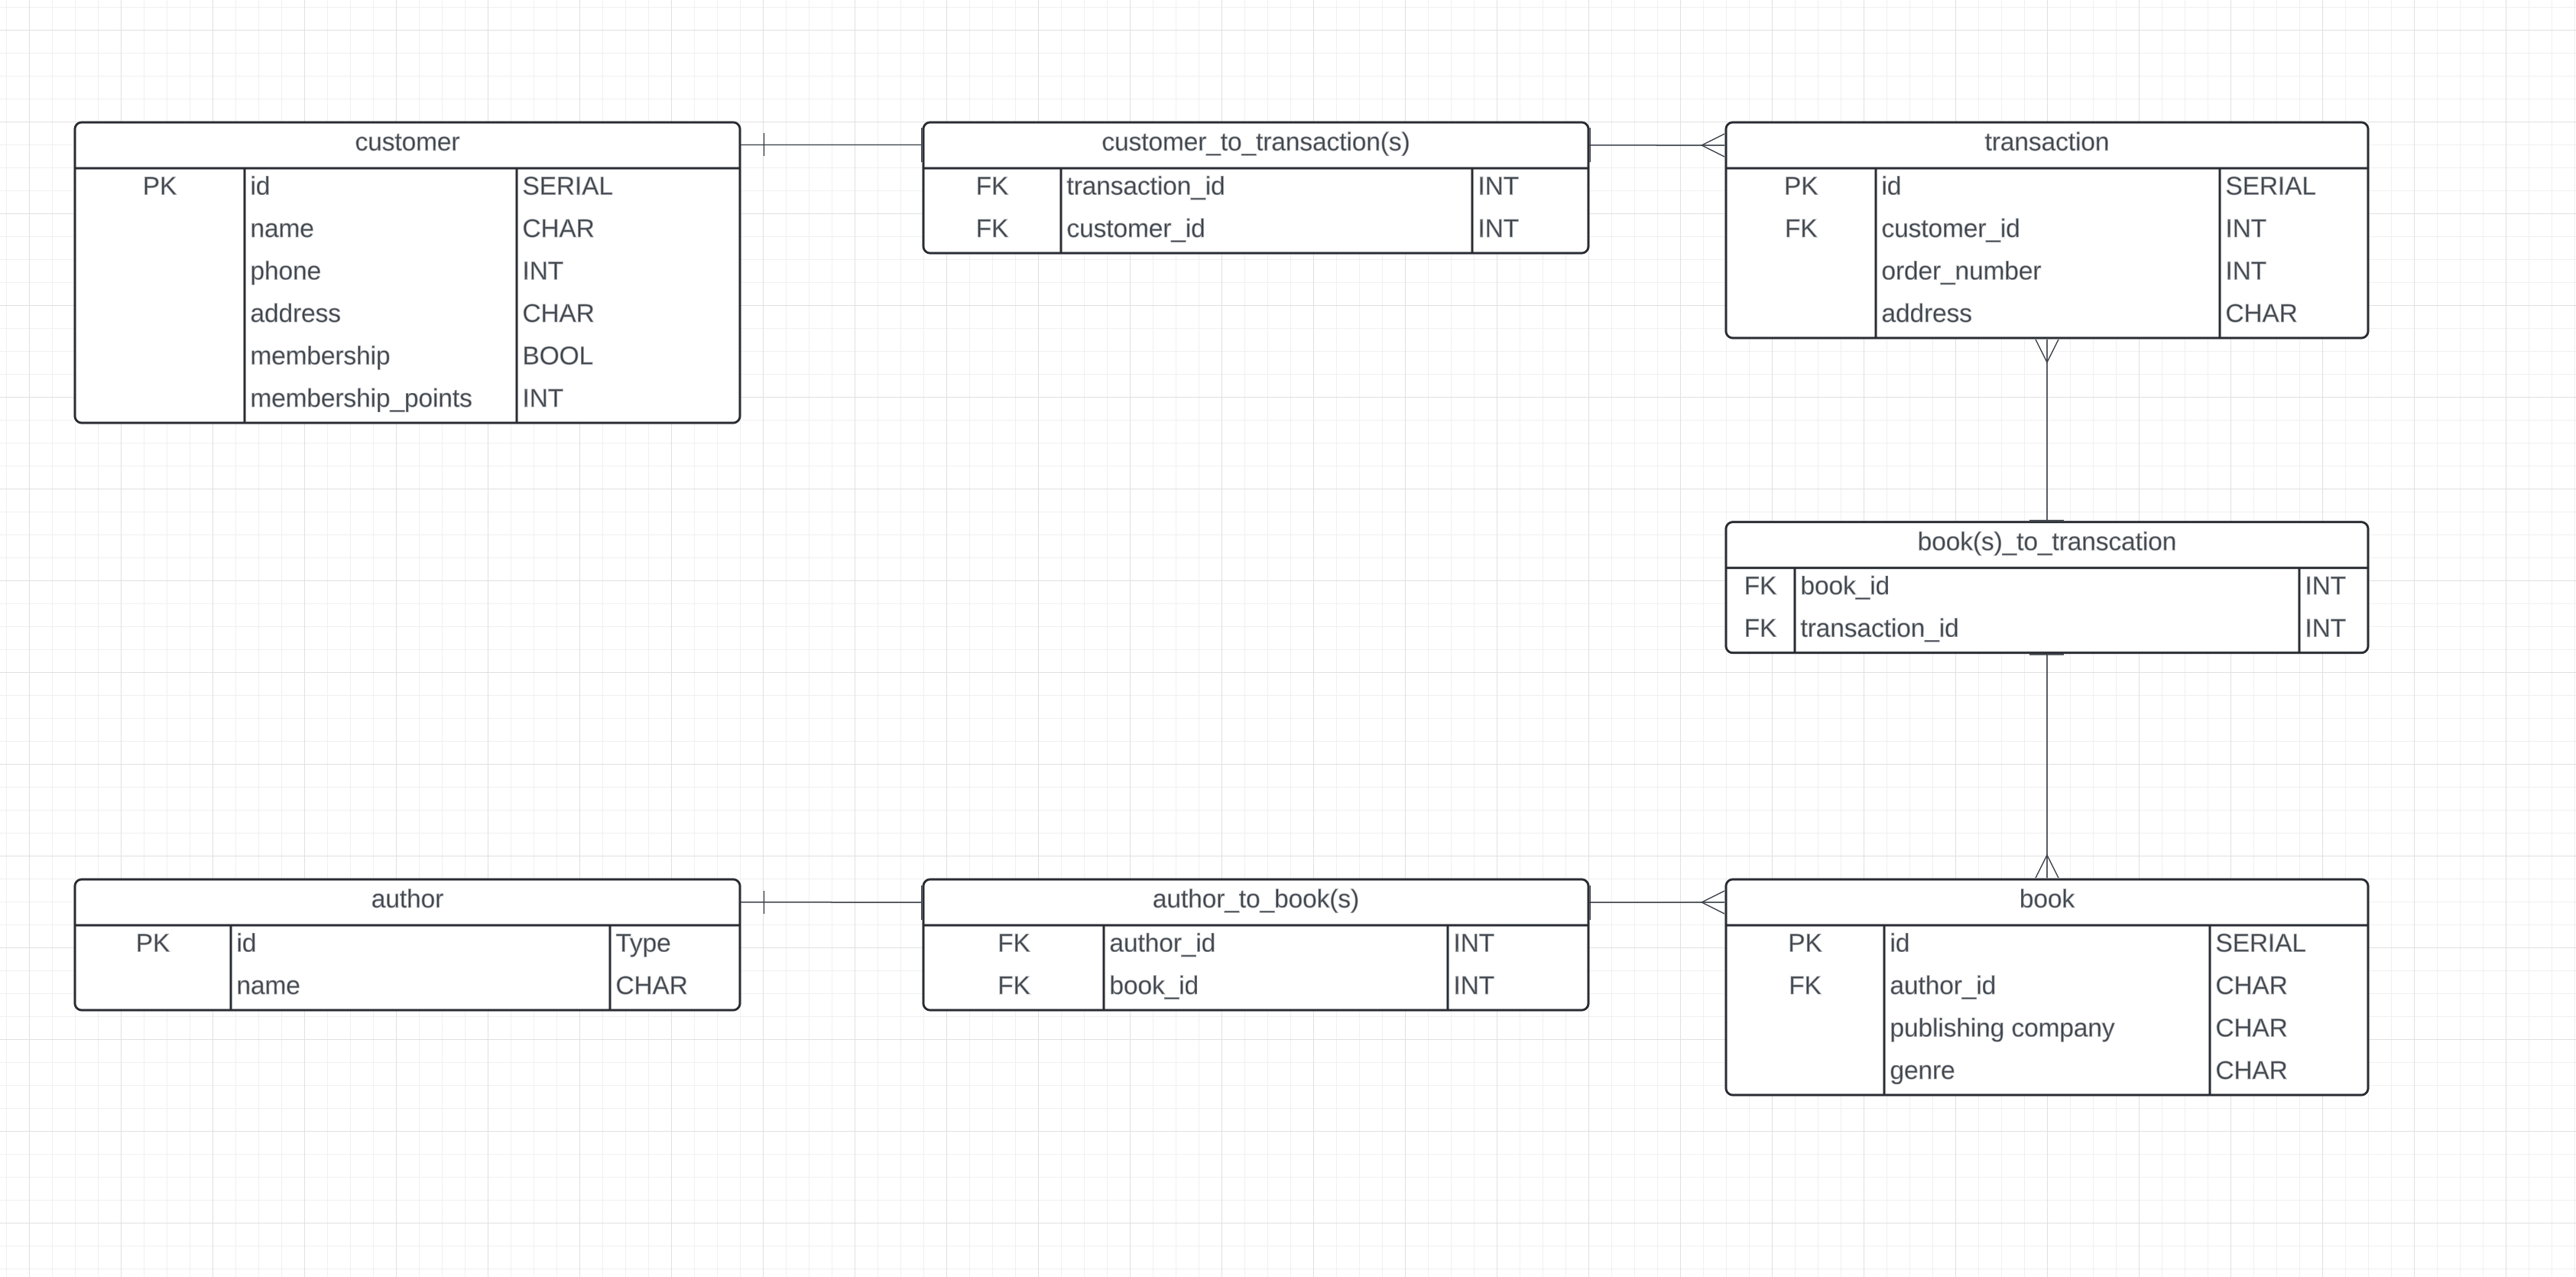 customer
PK id SERIAL
name CHAR
phone INT
address CHAR
membership BOOL
membership_points INT
customer_to_transaction(s)
FK transaction_id INT
FK customer_id INT
transaction
PK id SERIAL
FK customer_id INT
order_number INT
address CHAR
book(s)_to_transcation
FK book_id INT
FK transaction_id INT
author
PK id Type
name CHAR
author_to_book(s)
FK author_id INT
FK book_id INT
book
PK id SERIAL
FK author_id CHAR
publishing company CHAR
genre CHAR